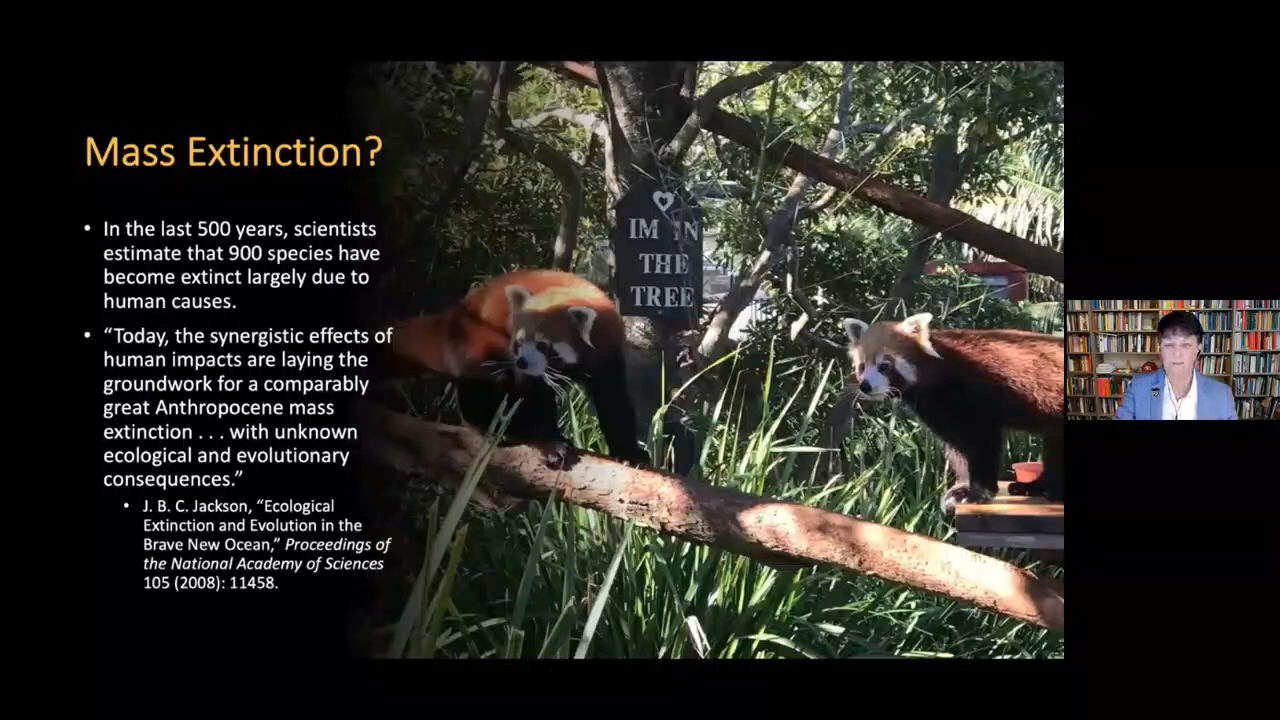 Mass Extinction?
• In the last 500 years, scientists
estimate that 900 species have
become extinct largely due to
human causes.
• “Today, the synergistic effects of
human impacts are laying the
groundwork for a comparably
great Anthropocene mass
extinction . . . with unknown
ecological and evolutionary
consequences.”
• J. B. C. Jackson, “Ecological
Extinction and Evolution in the
Brave New Ocean,” Proceedings of
the National Academy of Sciences
105 (2008): 11458.
IM IN
THE
TREE